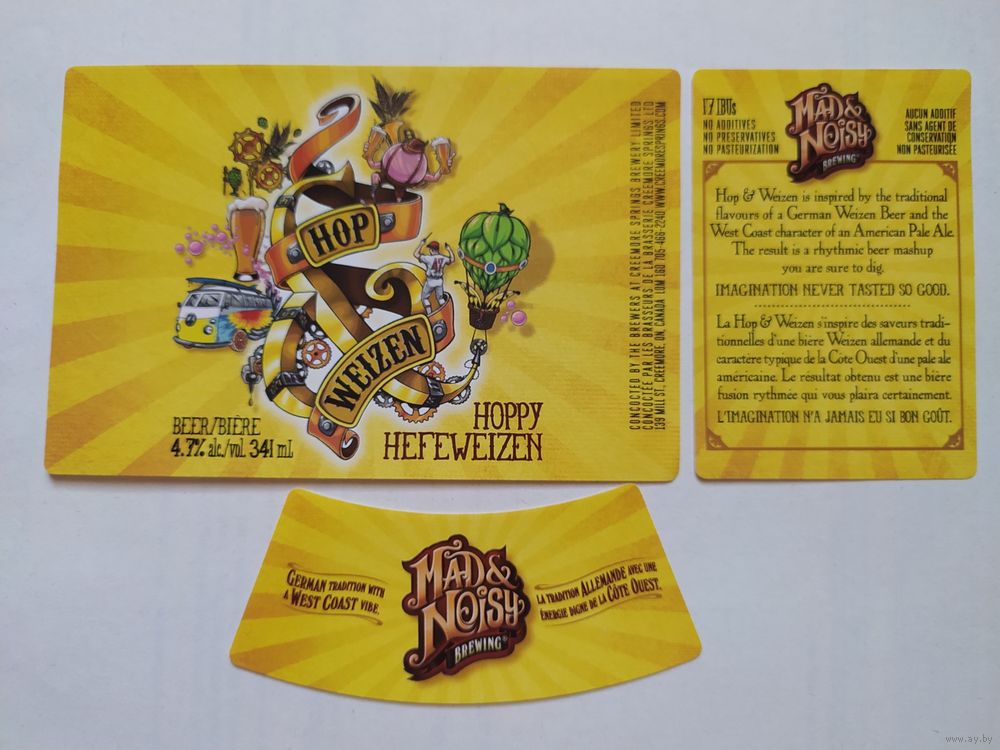 HOP
&
WEIZEN
BEER/BIÈRE
4.7% alc./vol. 341 mL
HOPPY
HEFEWEIZEN
CONCOCTED BY THE BREWERS AT CREEMORE SPRINGS BREWERY LIMITED
CONCOCTÉE PAR LES BRASSEURS DE LA BRASSERIE CREEMORE SPRINGS LTD
139 MILL ST., CREEMORE, ON, CANADA L0M 1G0 705-466-2240 WWW.CREEMORESPRINGS.COM
17 IBUs
NO ADDITIVES
NO PRESERVATIVES
NO PASTEURIZATION
MAD &
NOISY
BREWING
AUCUN ADDITIF
SANS AGENT DE
CONSERVATION
NON PASTEURISÉE
Hop & Weizen is inspired by the traditional
flavours of a German Weizen Beer and the
West Coast character of an American Pale Ale.
The result is a rhythmic beer mashup
you are sure to dig.
IMAGINATION NEVER TASTED SO GOOD.
La Hop & Weizen s'inspire des saveurs tradi-
tionnelles d'une bière Weizen allemande et du
caractère typique de la Côte Ouest d'une pale ale
américaine. Le résultat obtenu est une bière
fusion rythmée qui vous plaira certainement.
L'IMAGINATION N'A JAMAIS EU SI BON GOÛT.
GERMAN TRADITION WITH
A WEST COAST VIBE.
MAD &
NOISY
BREWING®
LA TRADITION ALLEMANDE AVEC UNE
ÉNERGIE DIGNE DE LA CÔTE OUEST.
www.ay.by